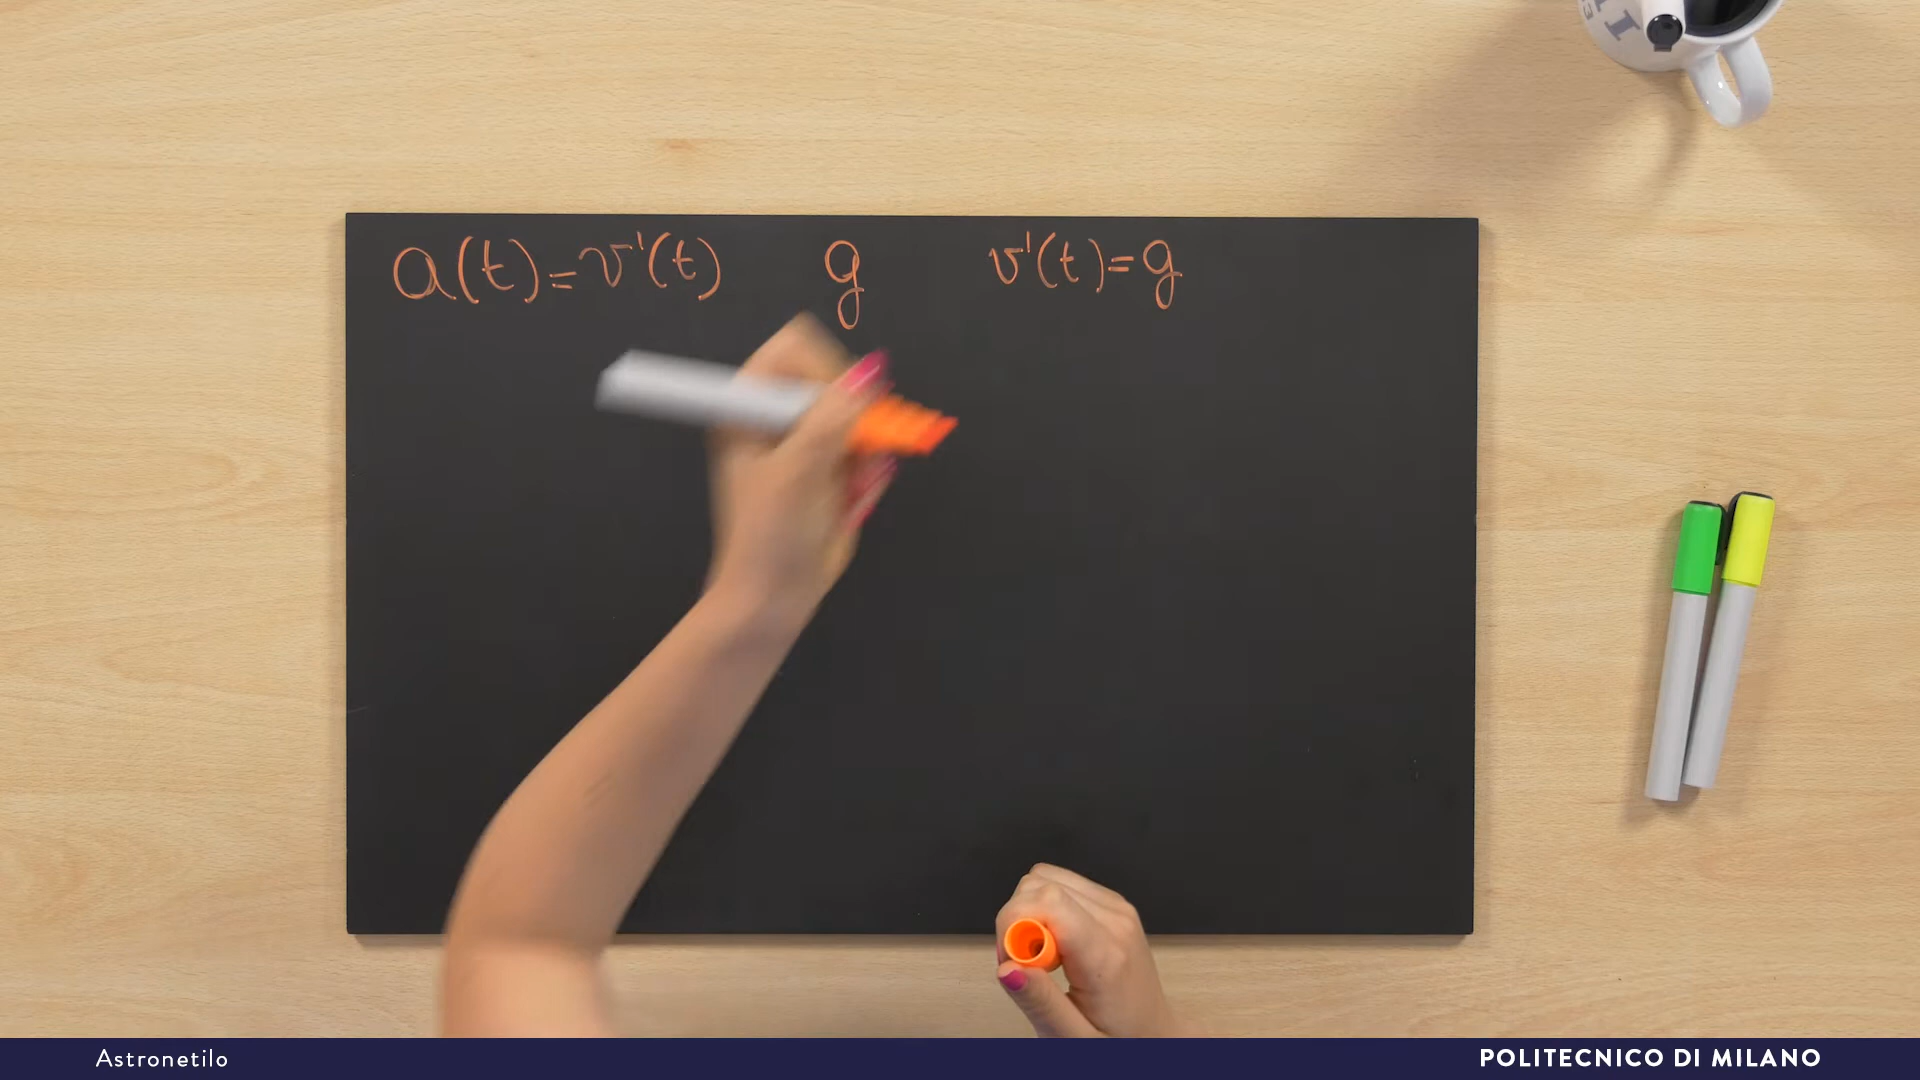 a(t)=v'(t) g v'(t)=g
Astronetilo
POLITECNICO DI MILANO